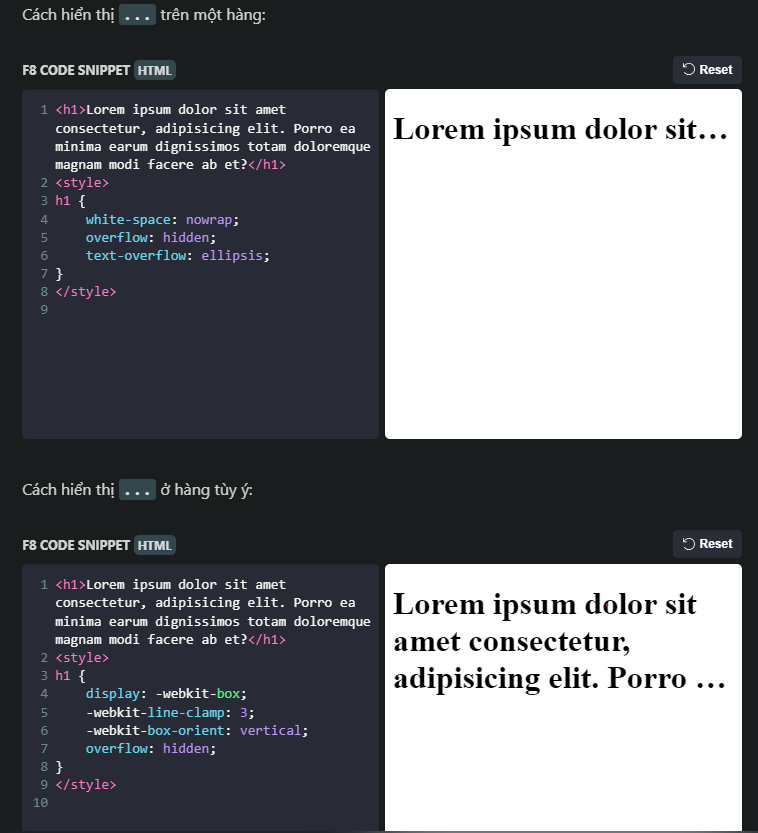 Cách hiển thị ... trên một hàng:
F8 CODE SNIPPET HTML
Reset
1 <h1>Lorem ipsum dolor sit amet
consectetur, adipisicing elit. Porro ea
minima earum dignissimos totam doloremque
magnam modi facere ab et?</h1>
2 <style>
3 h1 {
4     white-space: nowrap;
5     overflow: hidden;
6     text-overflow: ellipsis;
7 }
8 </style>
9
Lorem ipsum dolor sit...
Cách hiển thị ... ở hàng tùy ý:
F8 CODE SNIPPET HTML
Reset
1 <h1>Lorem ipsum dolor sit amet
consectetur, adipisicing elit. Porro ea
minima earum dignissimos totam doloremque
magnam modi facere ab et?</h1>
2 <style>
3 h1 {
4     display: -webkit-box;
5     -webkit-line-clamp: 3;
6     -webkit-box-orient: vertical;
7     overflow: hidden;
8 }
9 </style>
10
Lorem ipsum dolor sit
amet consectetur,
adipisicing elit. Porro ...